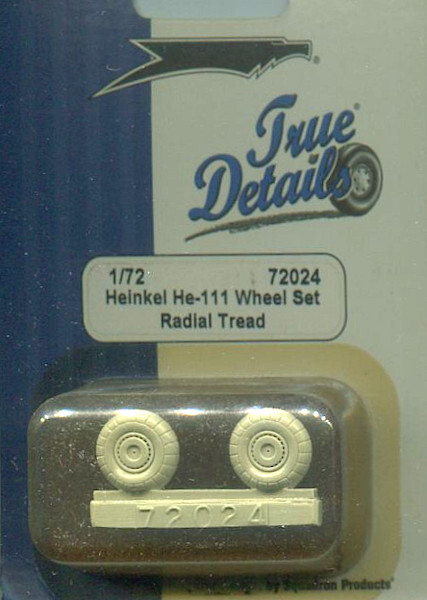 True
Details
1/72 72024
Heinkel He-111 Wheel Set
Radial Tread
72024
by Squadron Products